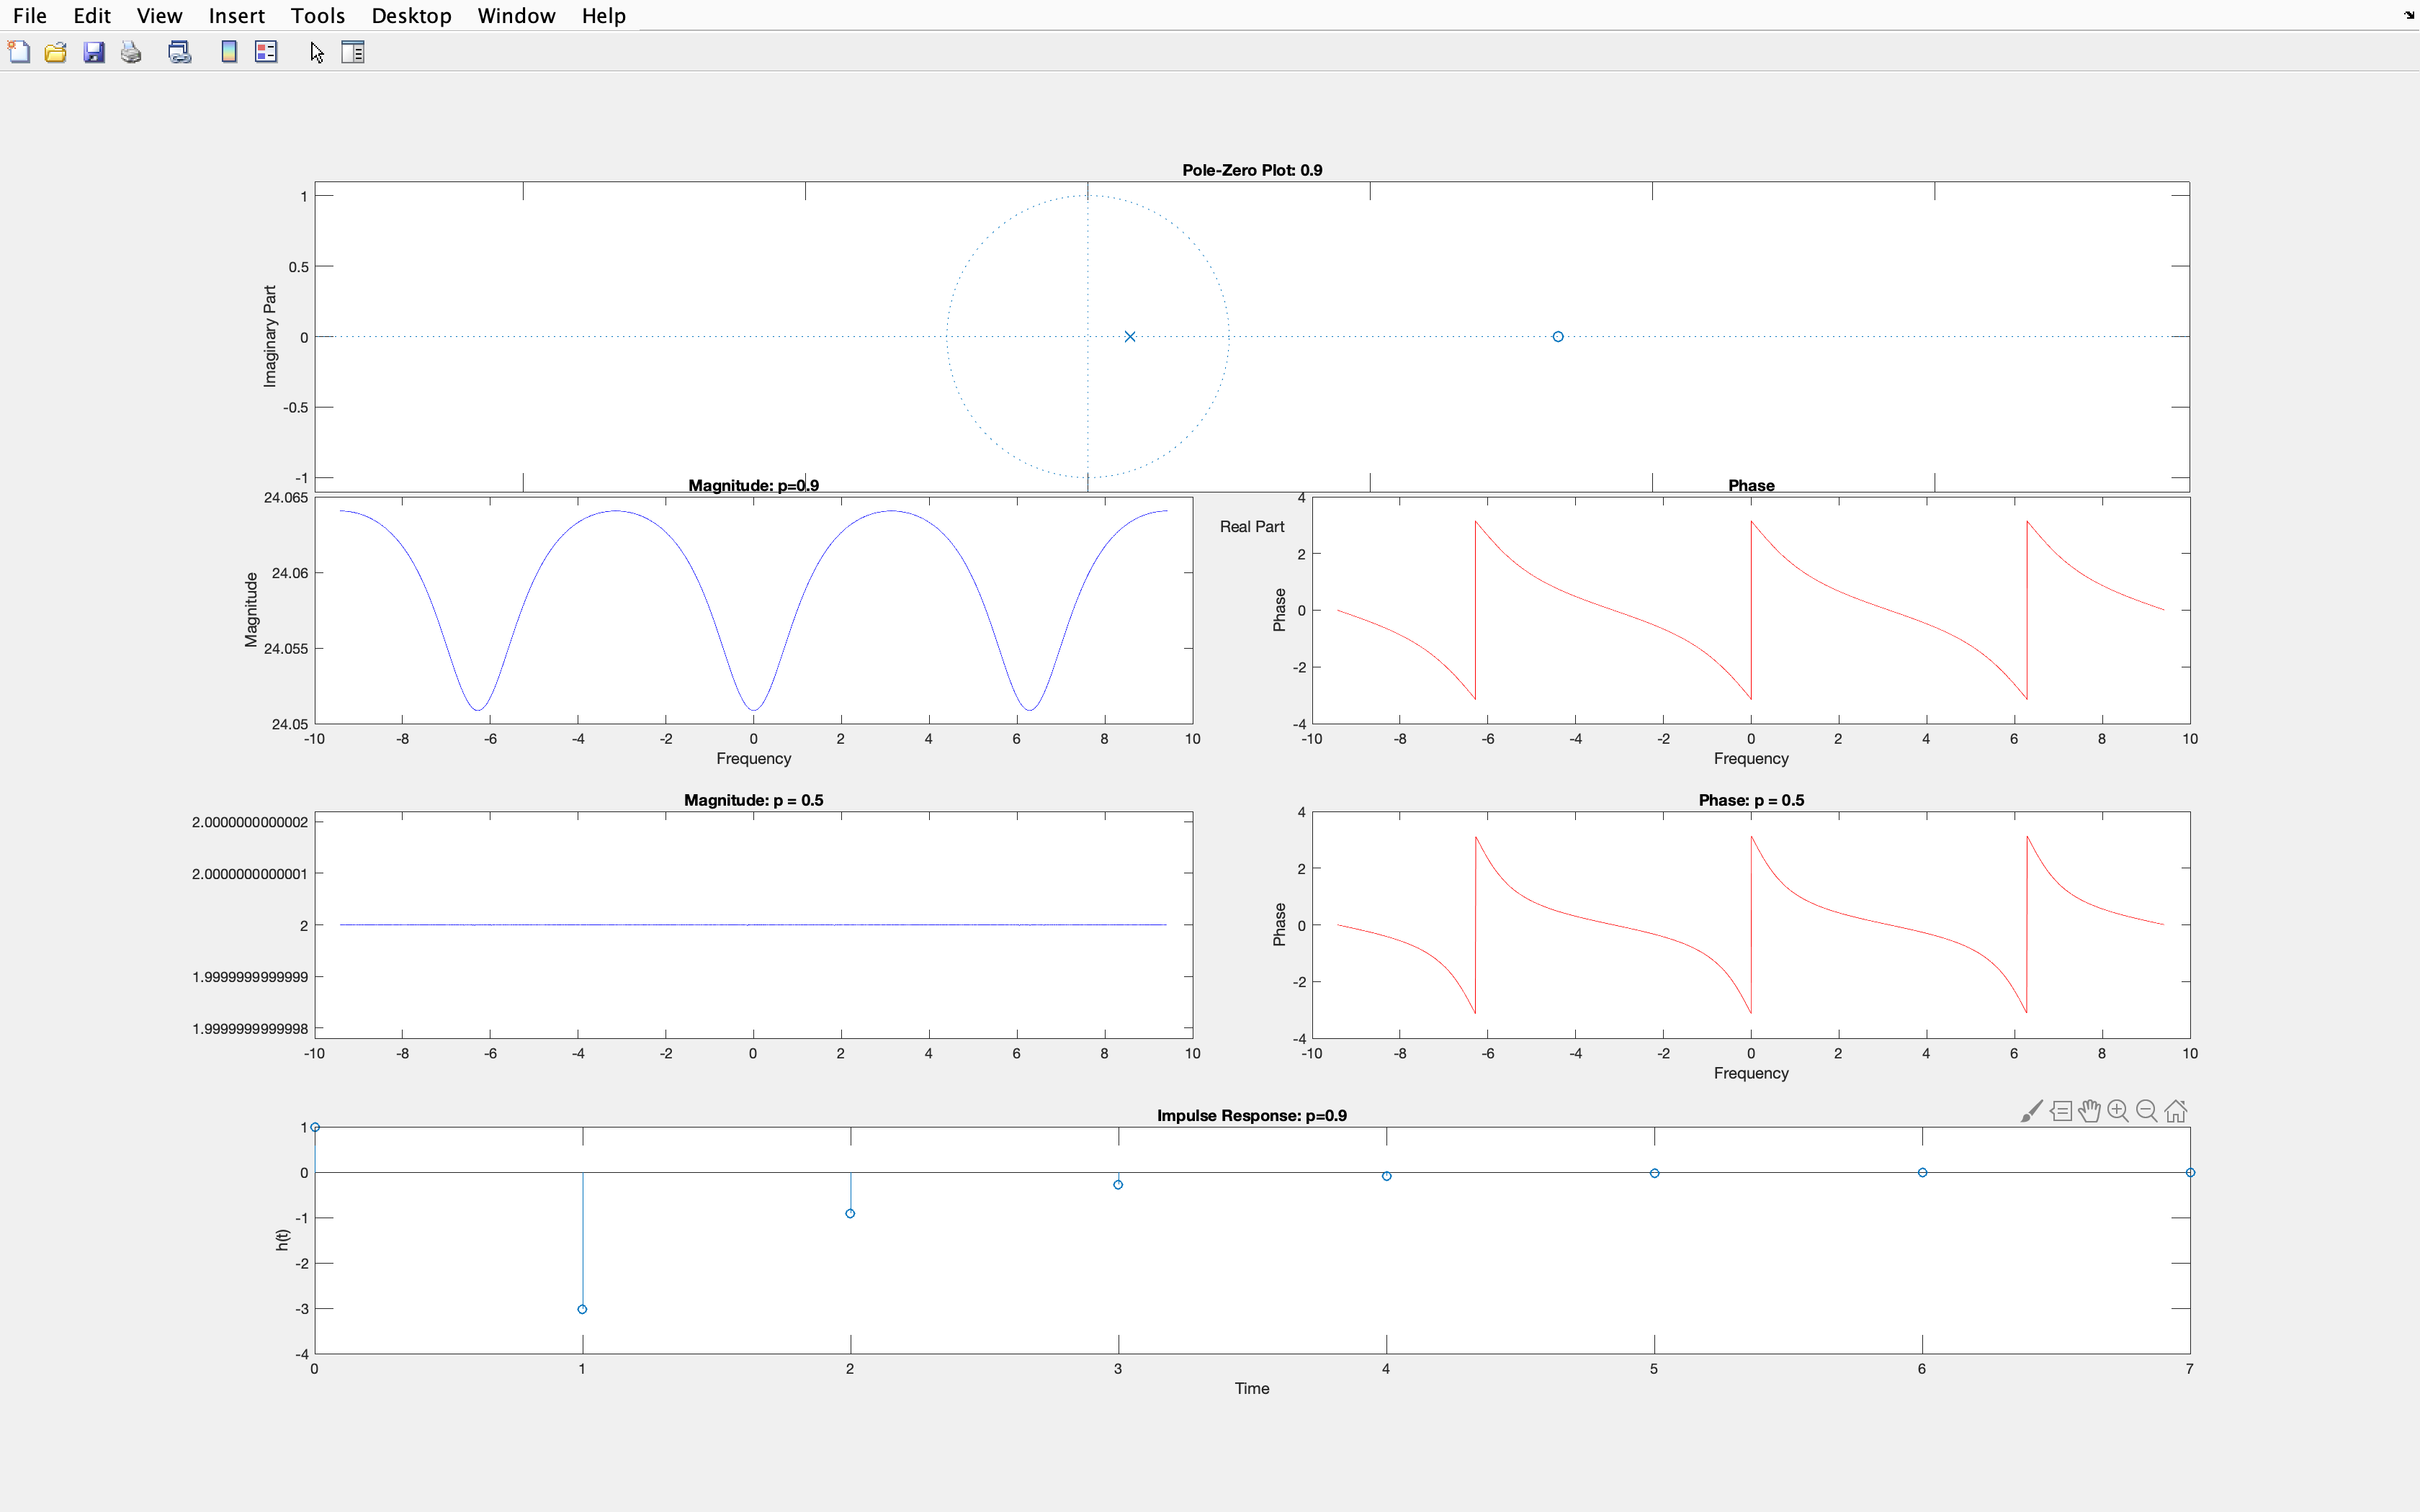 File Edit View Insert Tools Desktop Window Help
Pole-Zero Plot: 0.9
1
0.5
0
-0.5
-1
Imaginary Part
Real Part
Magnitude: p=0.9
24.065
24.06
24.055
24.05
Magnitude
-10 -8 -6 -4 -2 0 2 4 6 8 10
Frequency
Phase
4
2
0
-2
-4
Phase
-10 -8 -6 -4 -2 0 2 4 6 8 10
Frequency
Magnitude: p = 0.5
2.0000000000002
2.0000000000001
2
1.9999999999999
1.9999999999998
-10 -8 -6 -4 -2 0 2 4 6 8 10
Phase: p = 0.5
4
2
0
-2
-4
Phase
-10 -8 -6 -4 -2 0 2 4 6 8 10
Frequency
Impulse Response: p=0.9
1
0
-1
-2
-3
-4
h(t)
0 1 2 3 4 5 6 7
Time